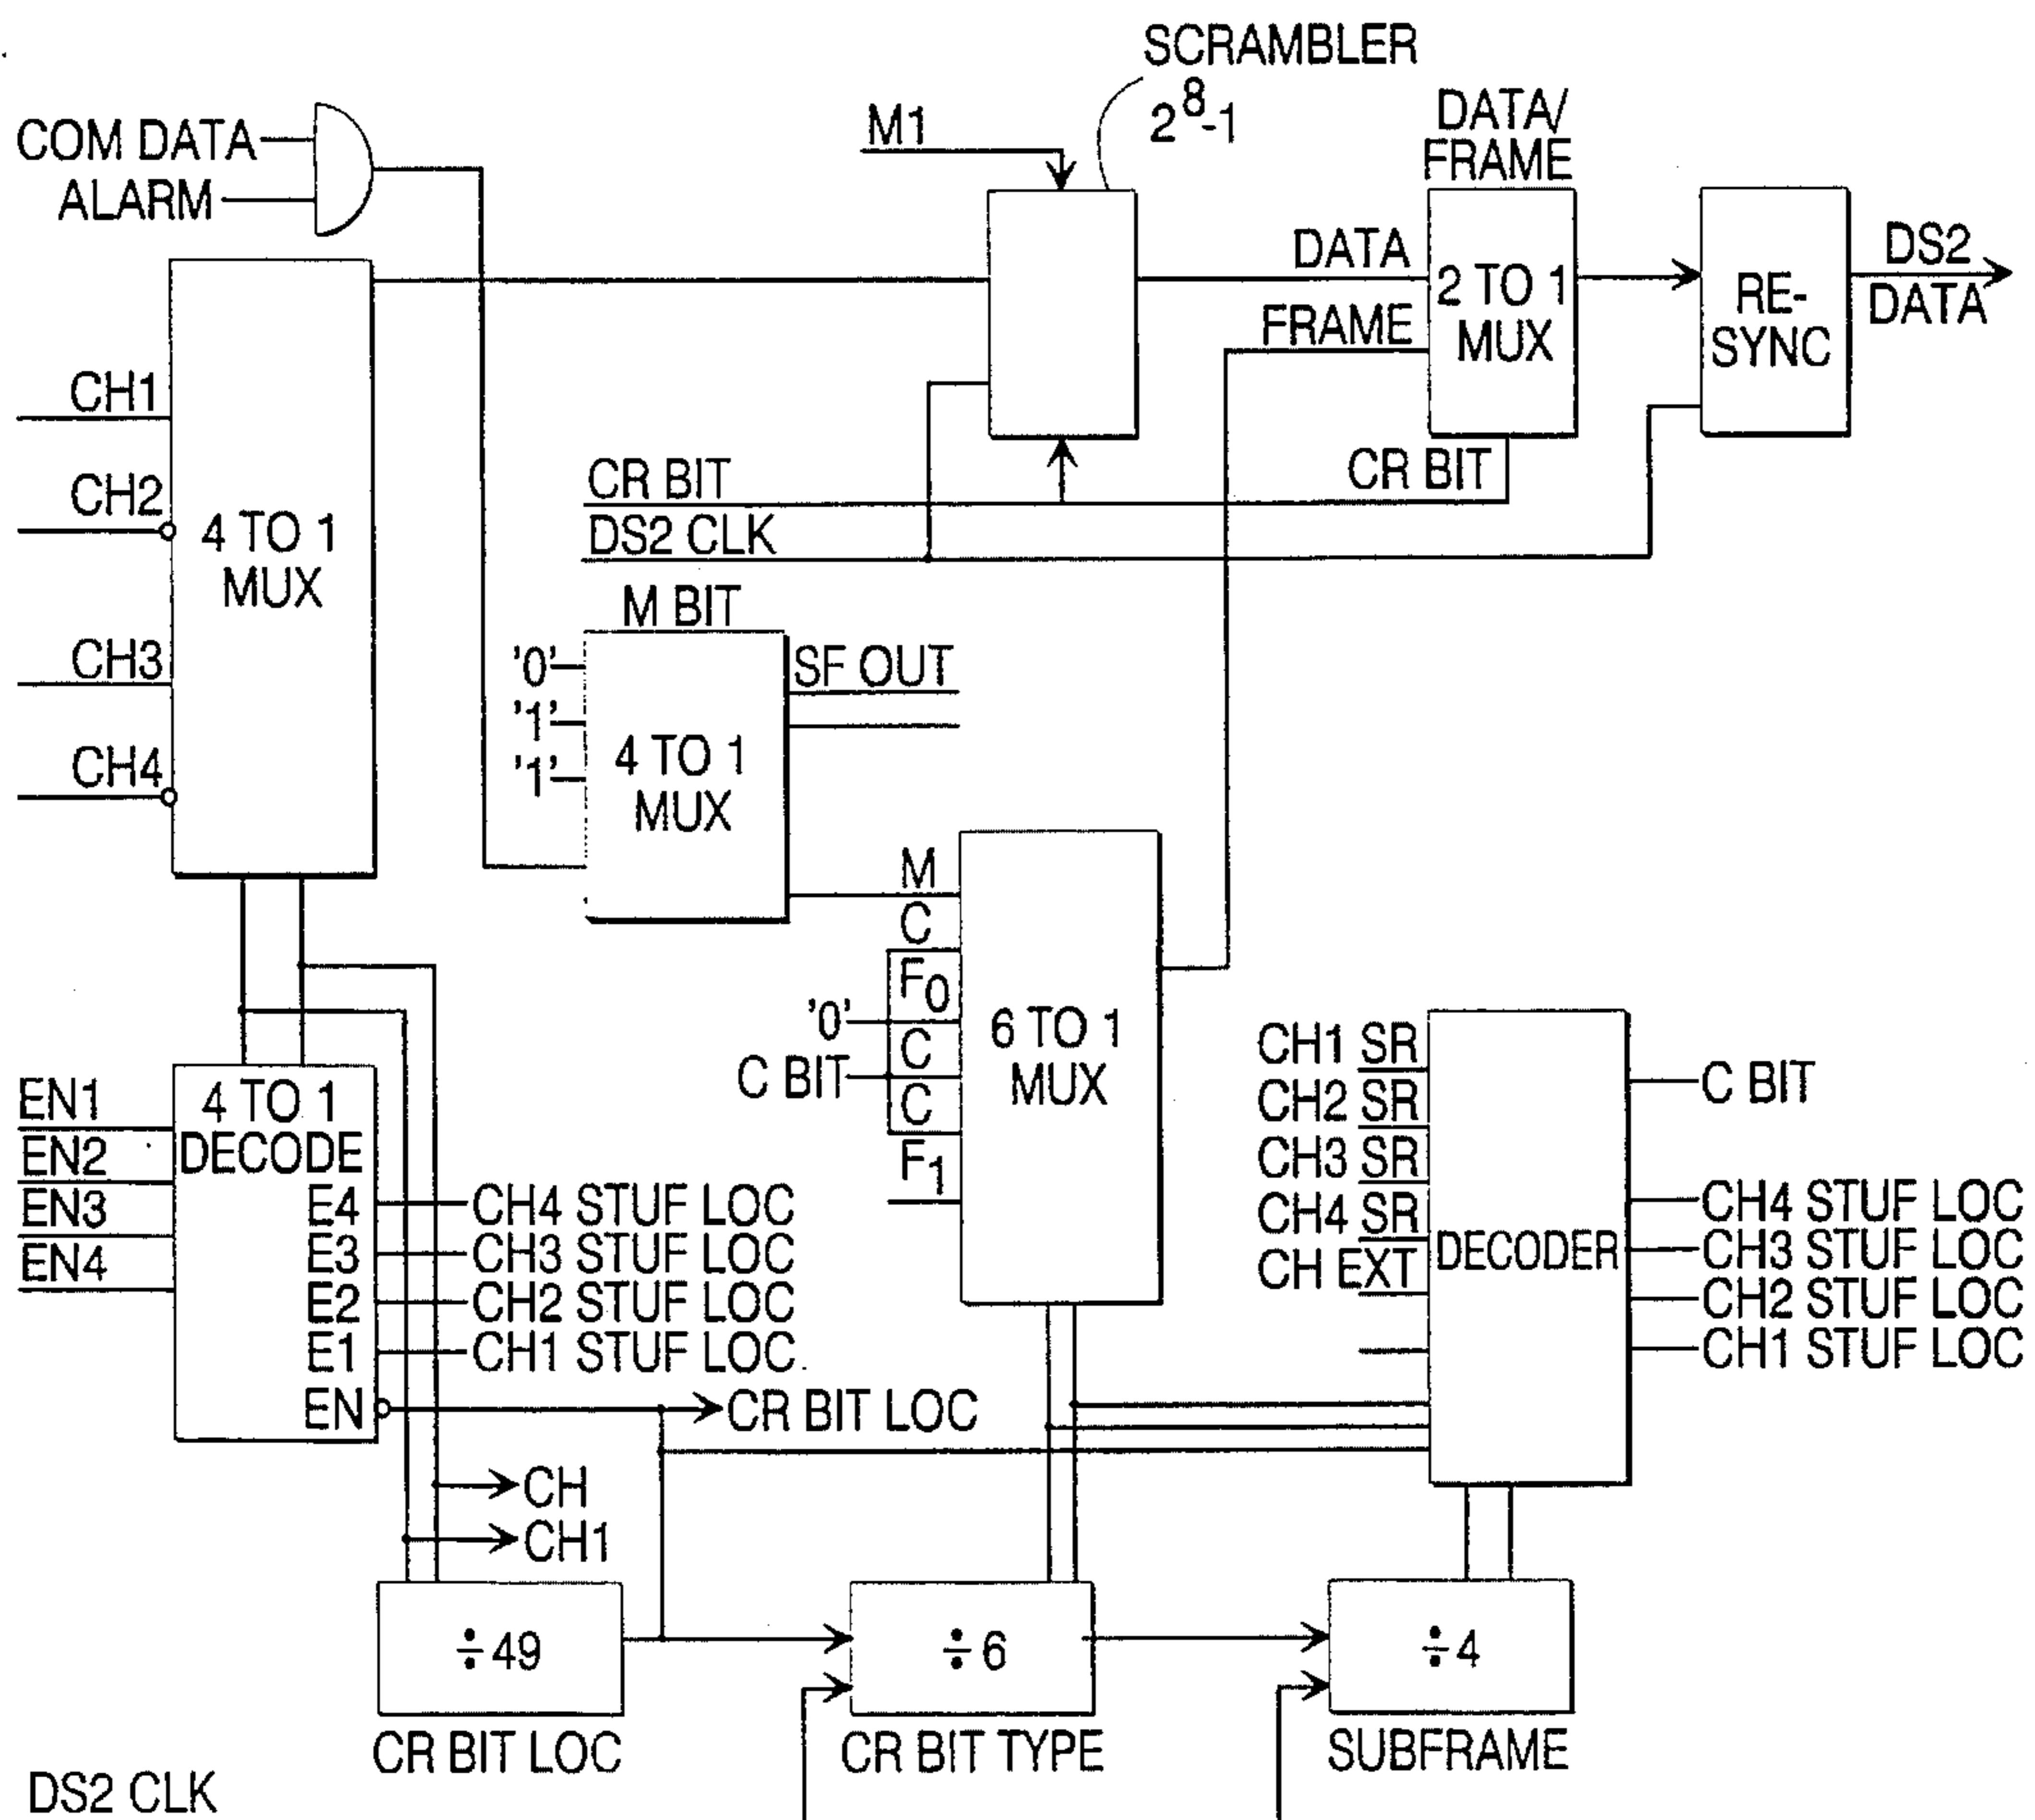 SCRAMBLER
2⁸-1
M1
DATA/
FRAME
COM DATA
ALARM
DATA
FRAME
2 TO 1
MUX
RE-
SYNC
DS2
DATA
CH1
CH2
CH3
CH4
4 TO 1
MUX
CR BIT
CR BIT
DS2 CLK
M BIT
'0'
'1'
'1'
4 TO 1
MUX
SF OUT
M
C
F₀
'0'
C
C BIT
C
F₁
6 TO 1
MUX
CH1 SR
CH2 SR
CH3 SR
CH4 SR
CH EXT
DECODER
C BIT
CH4 STUF LOC
CH3 STUF LOC
CH2 STUF LOC
CH1 STUF LOC
EN1
EN2
EN3
EN4
4 TO 1
DECODE
E4
E3
E2
E1
EN
CH4 STUF LOC
CH3 STUF LOC
CH2 STUF LOC
CH1 STUF LOC
CR BIT LOC
CH
CH1
÷49
÷6
÷4
CR BIT LOC
CR BIT TYPE
SUBFRAME
DS2 CLK